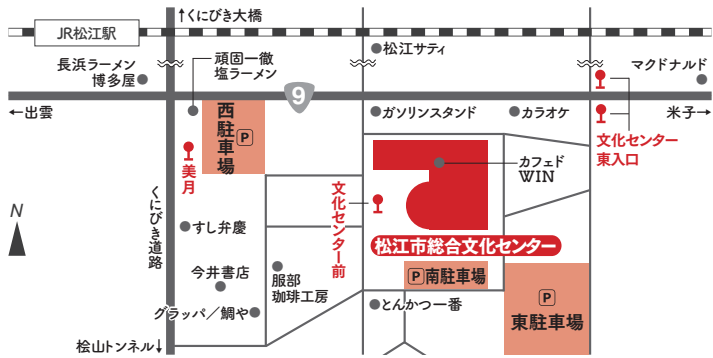 ↑くにびき大橋
JR松江駅
松江サティ
頑固一徹
塩ラーメン
長浜ラーメン
博多屋
マクドナルド
9
←出雲
米子→
西駐車場
P
ガソリンスタンド
カラオケ
文化センター
東入口
美月
カフェド
WIN
文化センター前
くにびき道路
N
すし弁慶
松江市総合文化センター
今井書店
服部
珈琲工房
P南駐車場
P
東駐車場
グラッパ／鯛や
とんかつ一番
桧山トンネル↓